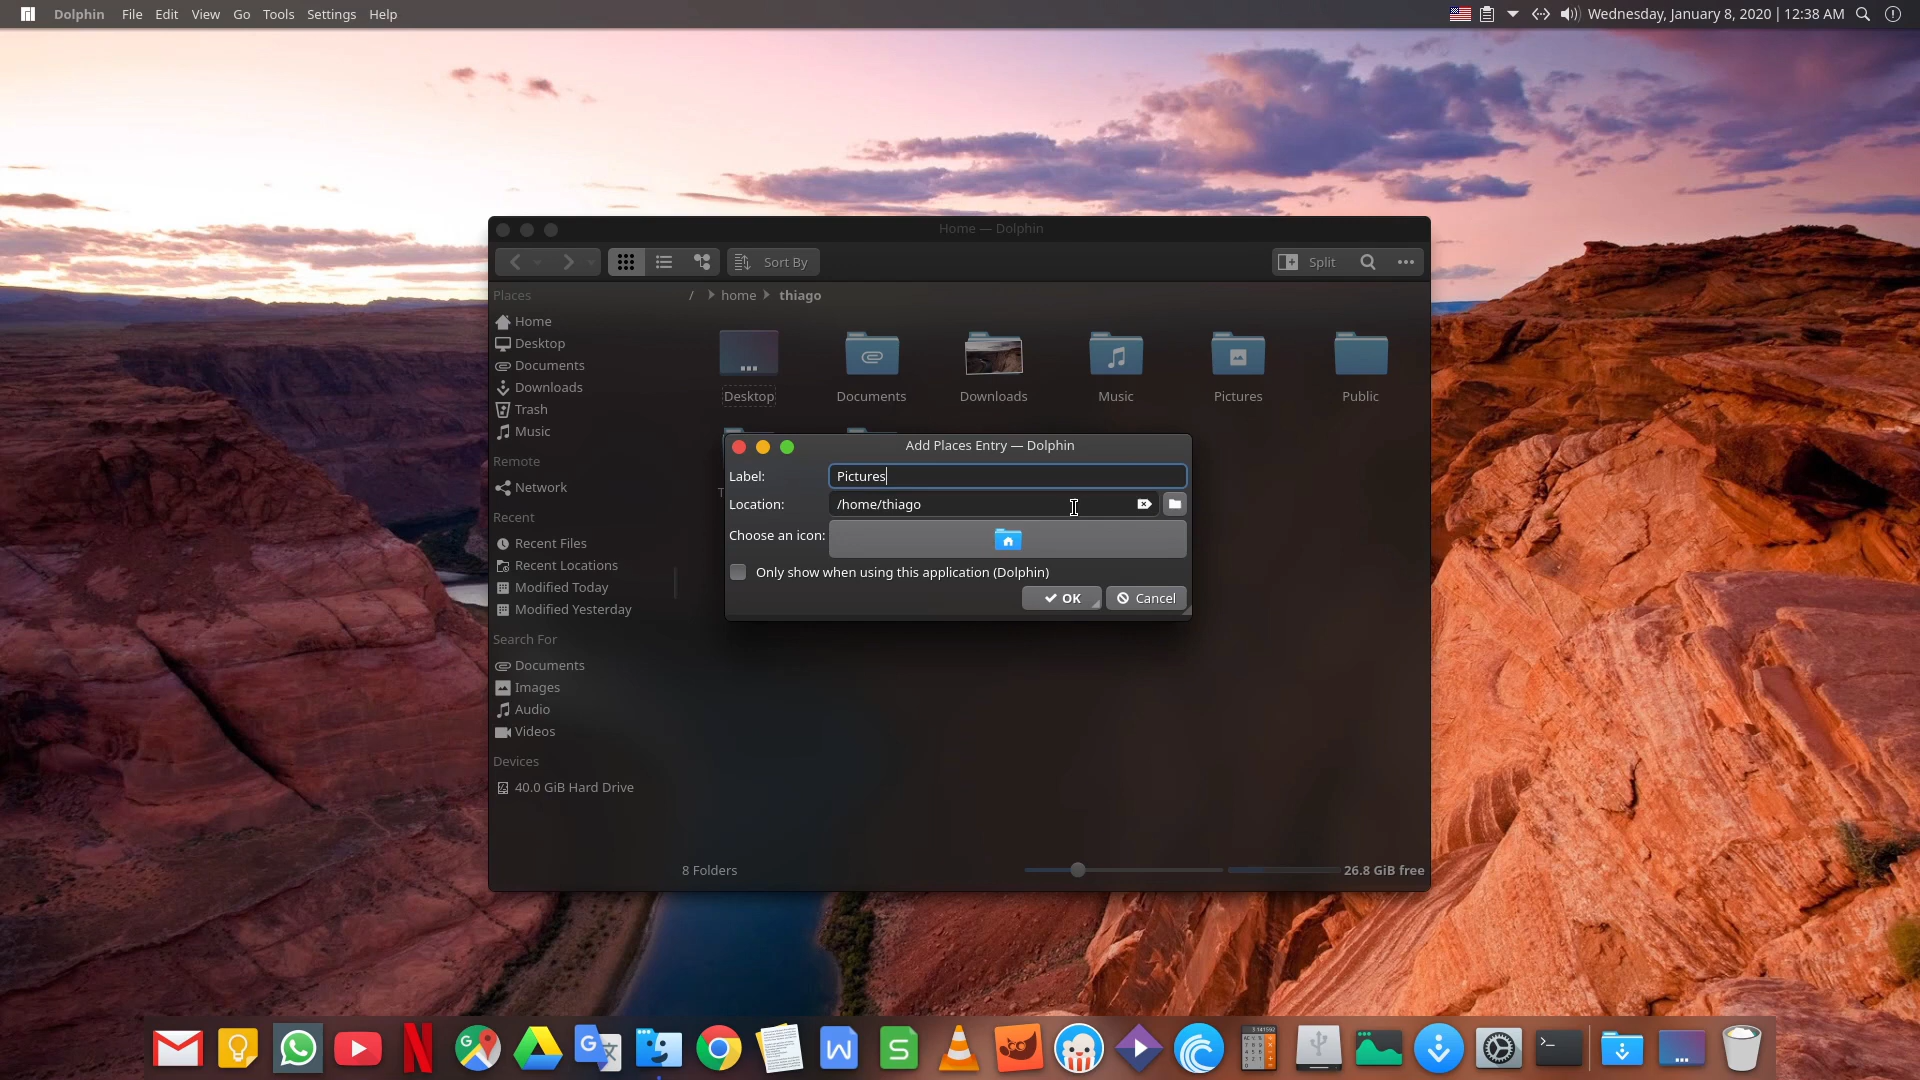 Dolphin File Edit View Go Tools Settings Help
Wednesday, January 8, 2020 | 12:38 AM
Home — Dolphin
Sort By
Split
Places
/ home thiago
Home
Desktop
Documents
Downloads
Trash
Music
Remote
Network
Recent
Recent Files
Recent Locations
Modified Today
Modified Yesterday
Search For
Documents
Images
Audio
Videos
Devices
40.0 GiB Hard Drive
Desktop Documents Downloads Music Pictures Public
Add Places Entry — Dolphin
Label: Pictures
Location: /home/thiago
Choose an icon:
Only show when using this application (Dolphin)
OK Cancel
8 Folders
26.8 GiB free